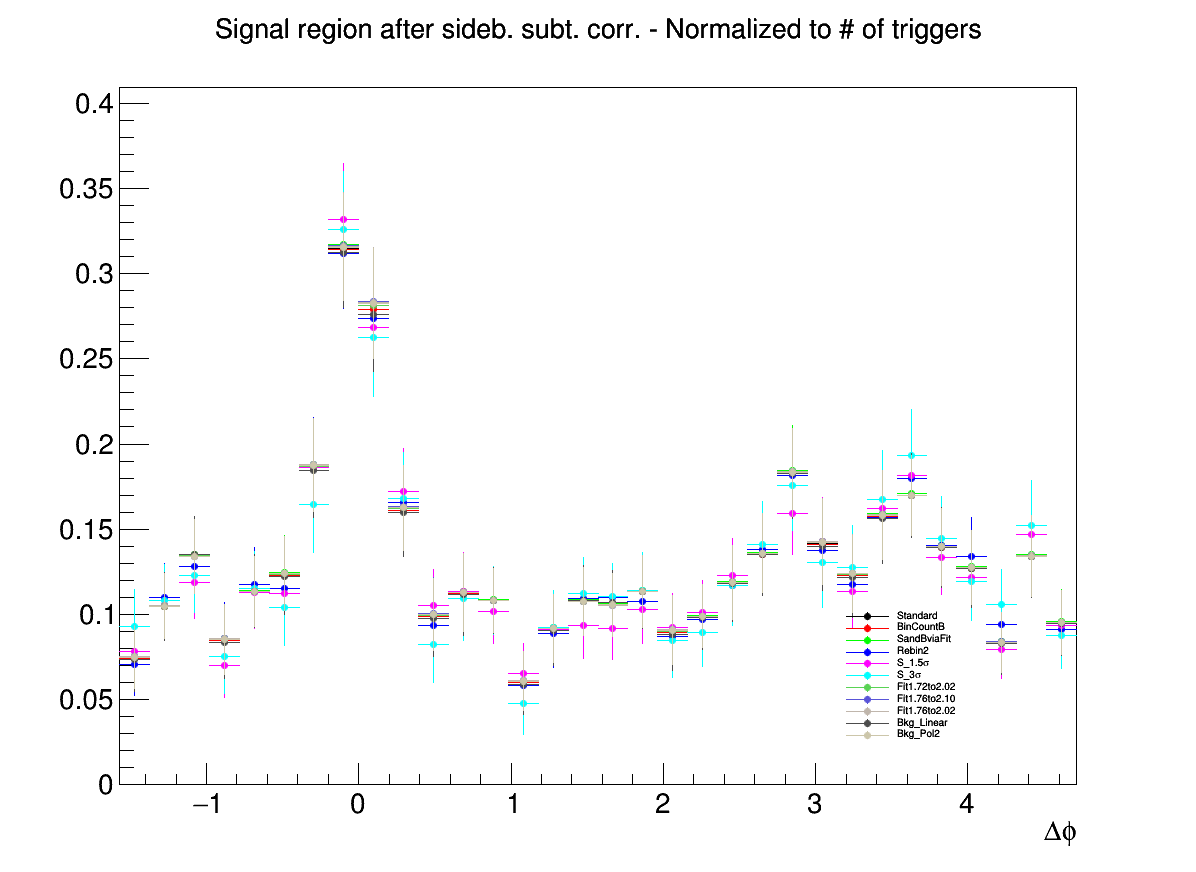 Signal region after sideb. subt. corr. - Normalized to # of triggers
0.4
0.35
0.3
0.25
0.2
0.15
0.1
0.05
0
Standard
BinCountB
SandBviaFit
Rebin2
S_1.5σ
S_3σ
Fit1.72to2.02
Fit1.76to2.10
Fit1.76to2.02
Bkg_Linear
Bkg_Pol2
−1 0 1 2 3 4
Δϕ